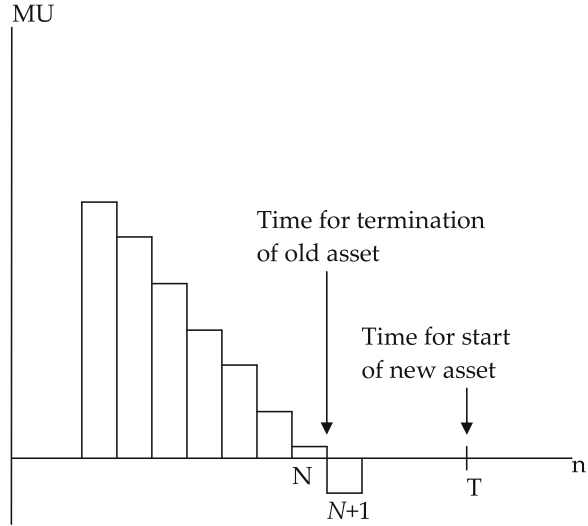 MU
Time for termination
of old asset
Time for start
of new asset
n
N
T
N+1